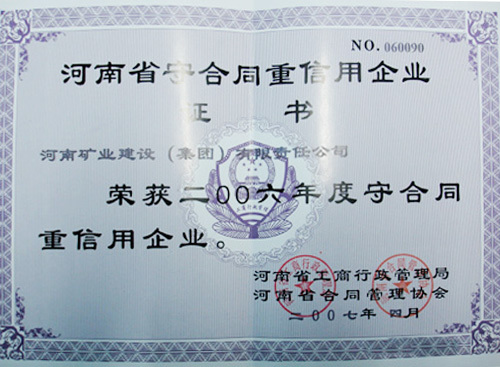 NO. 060090
河南省守合同重信用企业
证 书
河南矿业建设（集团）有限责任公司
荣获二00六年度守合同
重信用企业。
河南省工商行政管理局
河南省合同管理协会
二00七年 四月